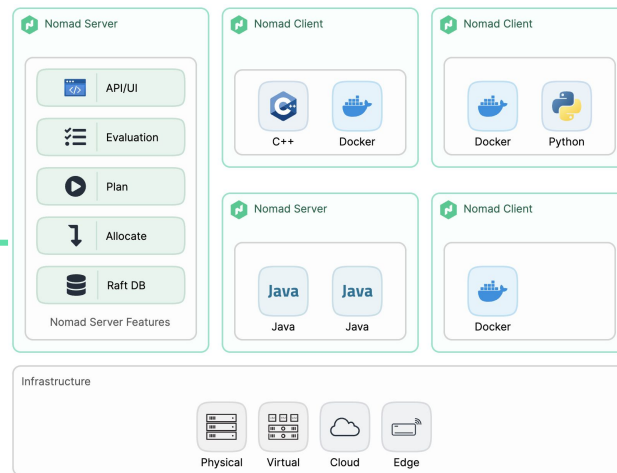 Nomad Server
API/UI
Evaluation
Plan
Allocate
Raft DB
Nomad Server Features
Nomad Client
C++
Docker
Nomad Client
Docker
Python
Nomad Server
Java
Java
Java
Java
Nomad Client
Docker
Infrastructure
Physical
Virtual
Cloud
Edge